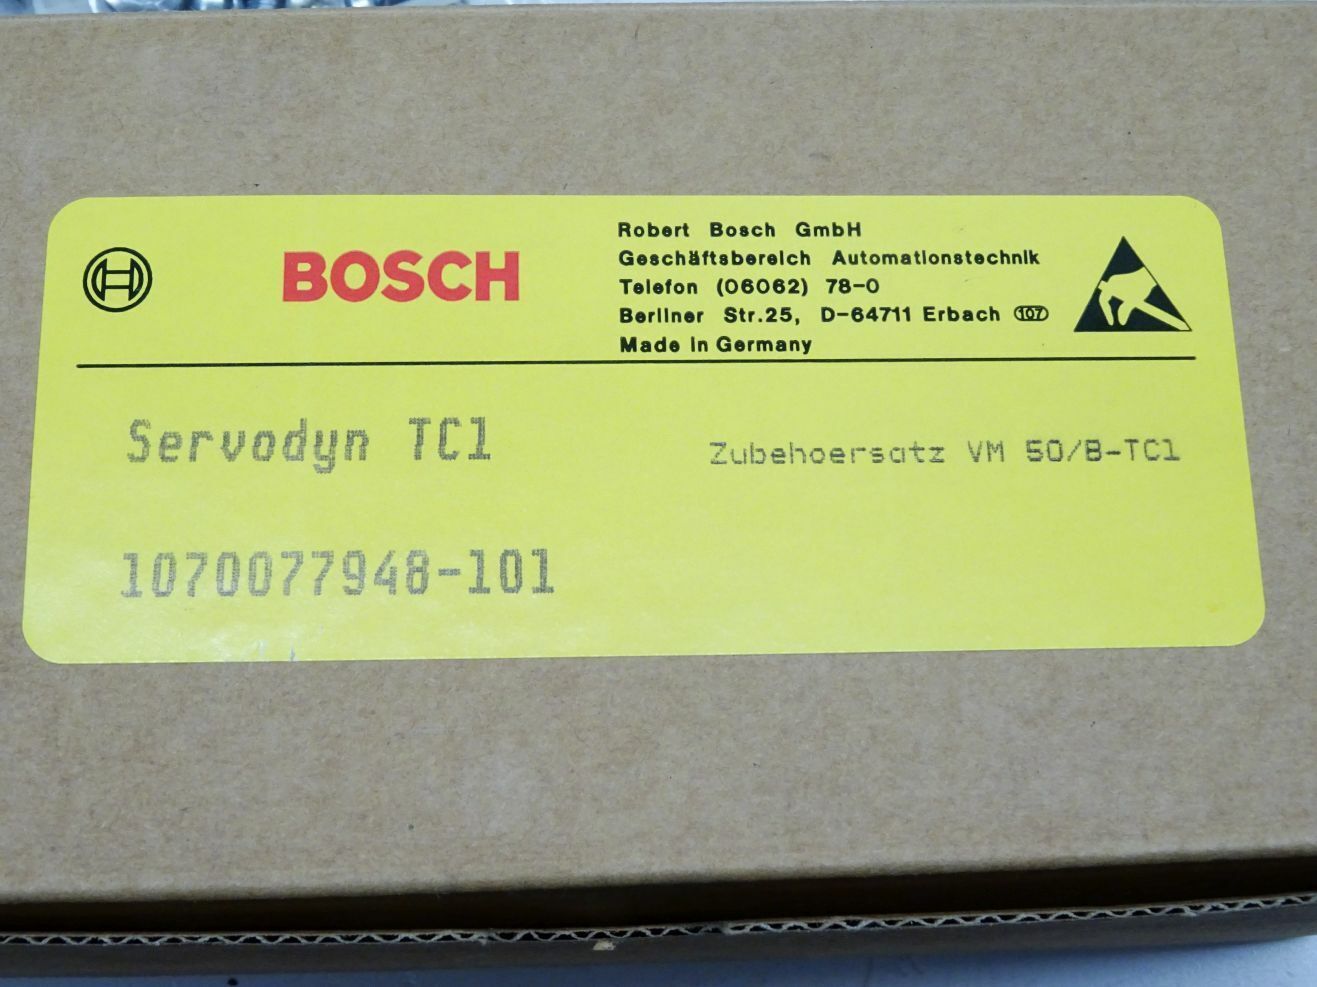 BOSCH
Robert Bosch GmbH
Geschäftsbereich Automationstechnik
Telefon (06062) 78-0
Berliner Str.25, D-64711 Erbach 107
Made in Germany
Servodyn TC1
Zubehoersatz VM 50/B-TC1
1070077948-101